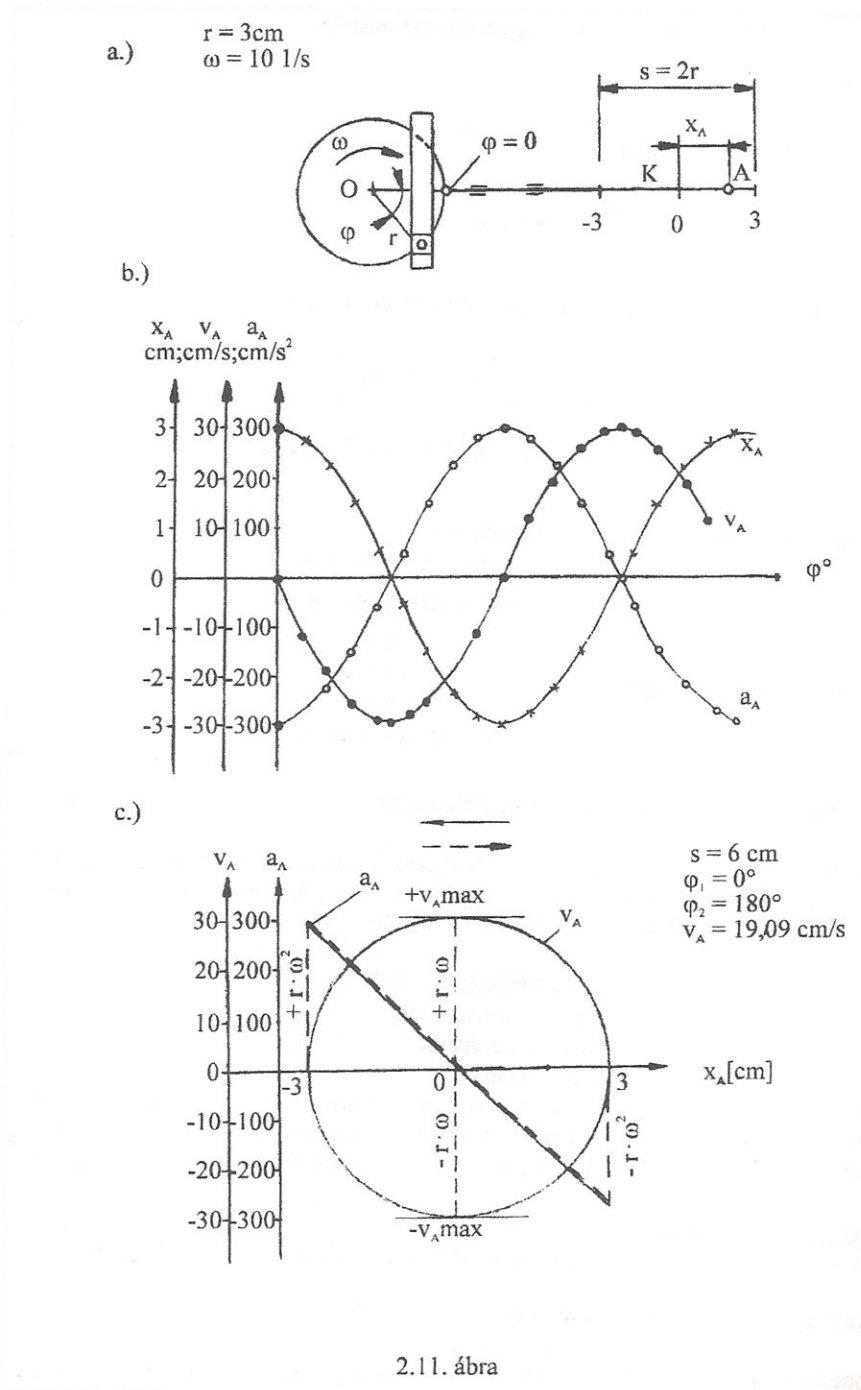 a.)
r = 3cm
ω = 10 1/s
s = 2r
x_A
ω
φ = 0
O
K
A
φ
r
-3
0
3
b.)
x_A v_A a_A
cm;cm/s;cm/s²
3 30 300
2 20 200
1 10 100
0
-1 -10 -100
-2 -20 -200
-3 -30 -300
x_A
v_A
φ°
a_A
c.)
v_A a_A
a_A
+v_A max
v_A
s = 6 cm
φ₁ = 0°
φ₂ = 180°
v_A = 19,09 cm/s
30 300
20 200
10 100
0
-10 -100
-20 -200
-30 -300
+ r · ω²
+ r · ω
-3
0
3
x_A[cm]
- r · ω
- r · ω²
-v_A max
2.11. ábra